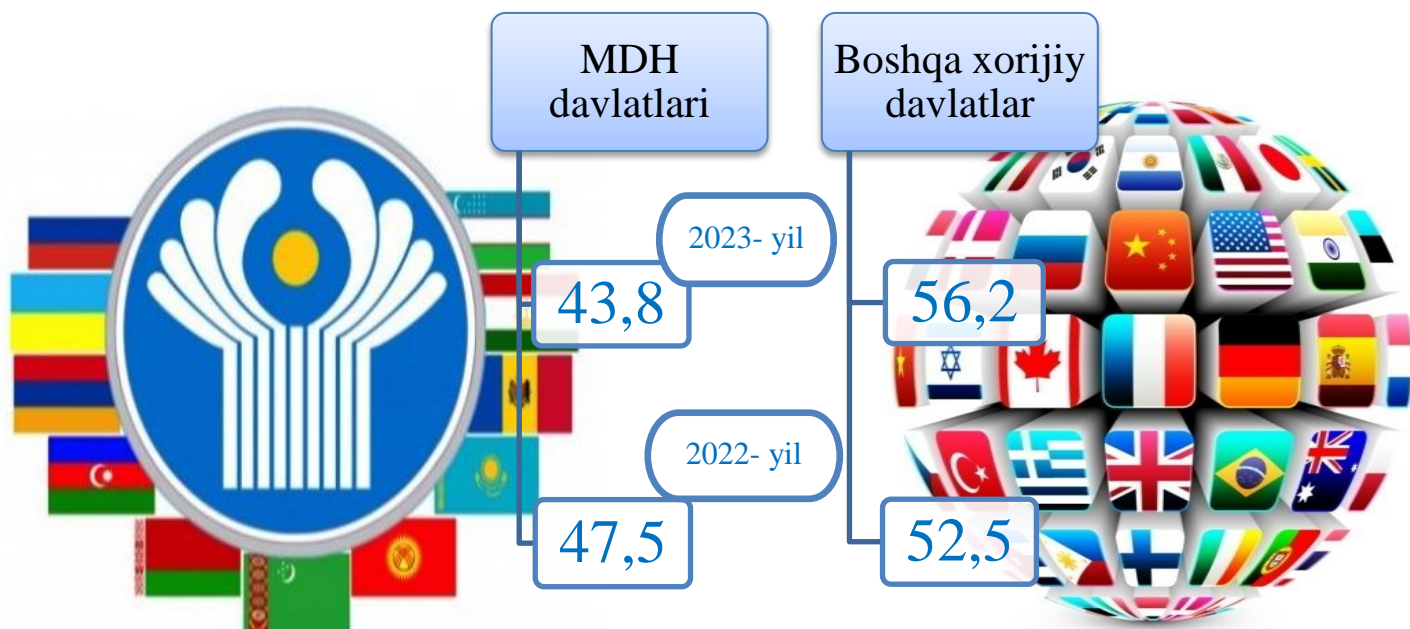 MDH
davlatlari
Boshqa xorijiy
davlatlar
2023- yil
43,8
56,2
2022- yil
47,5
52,5